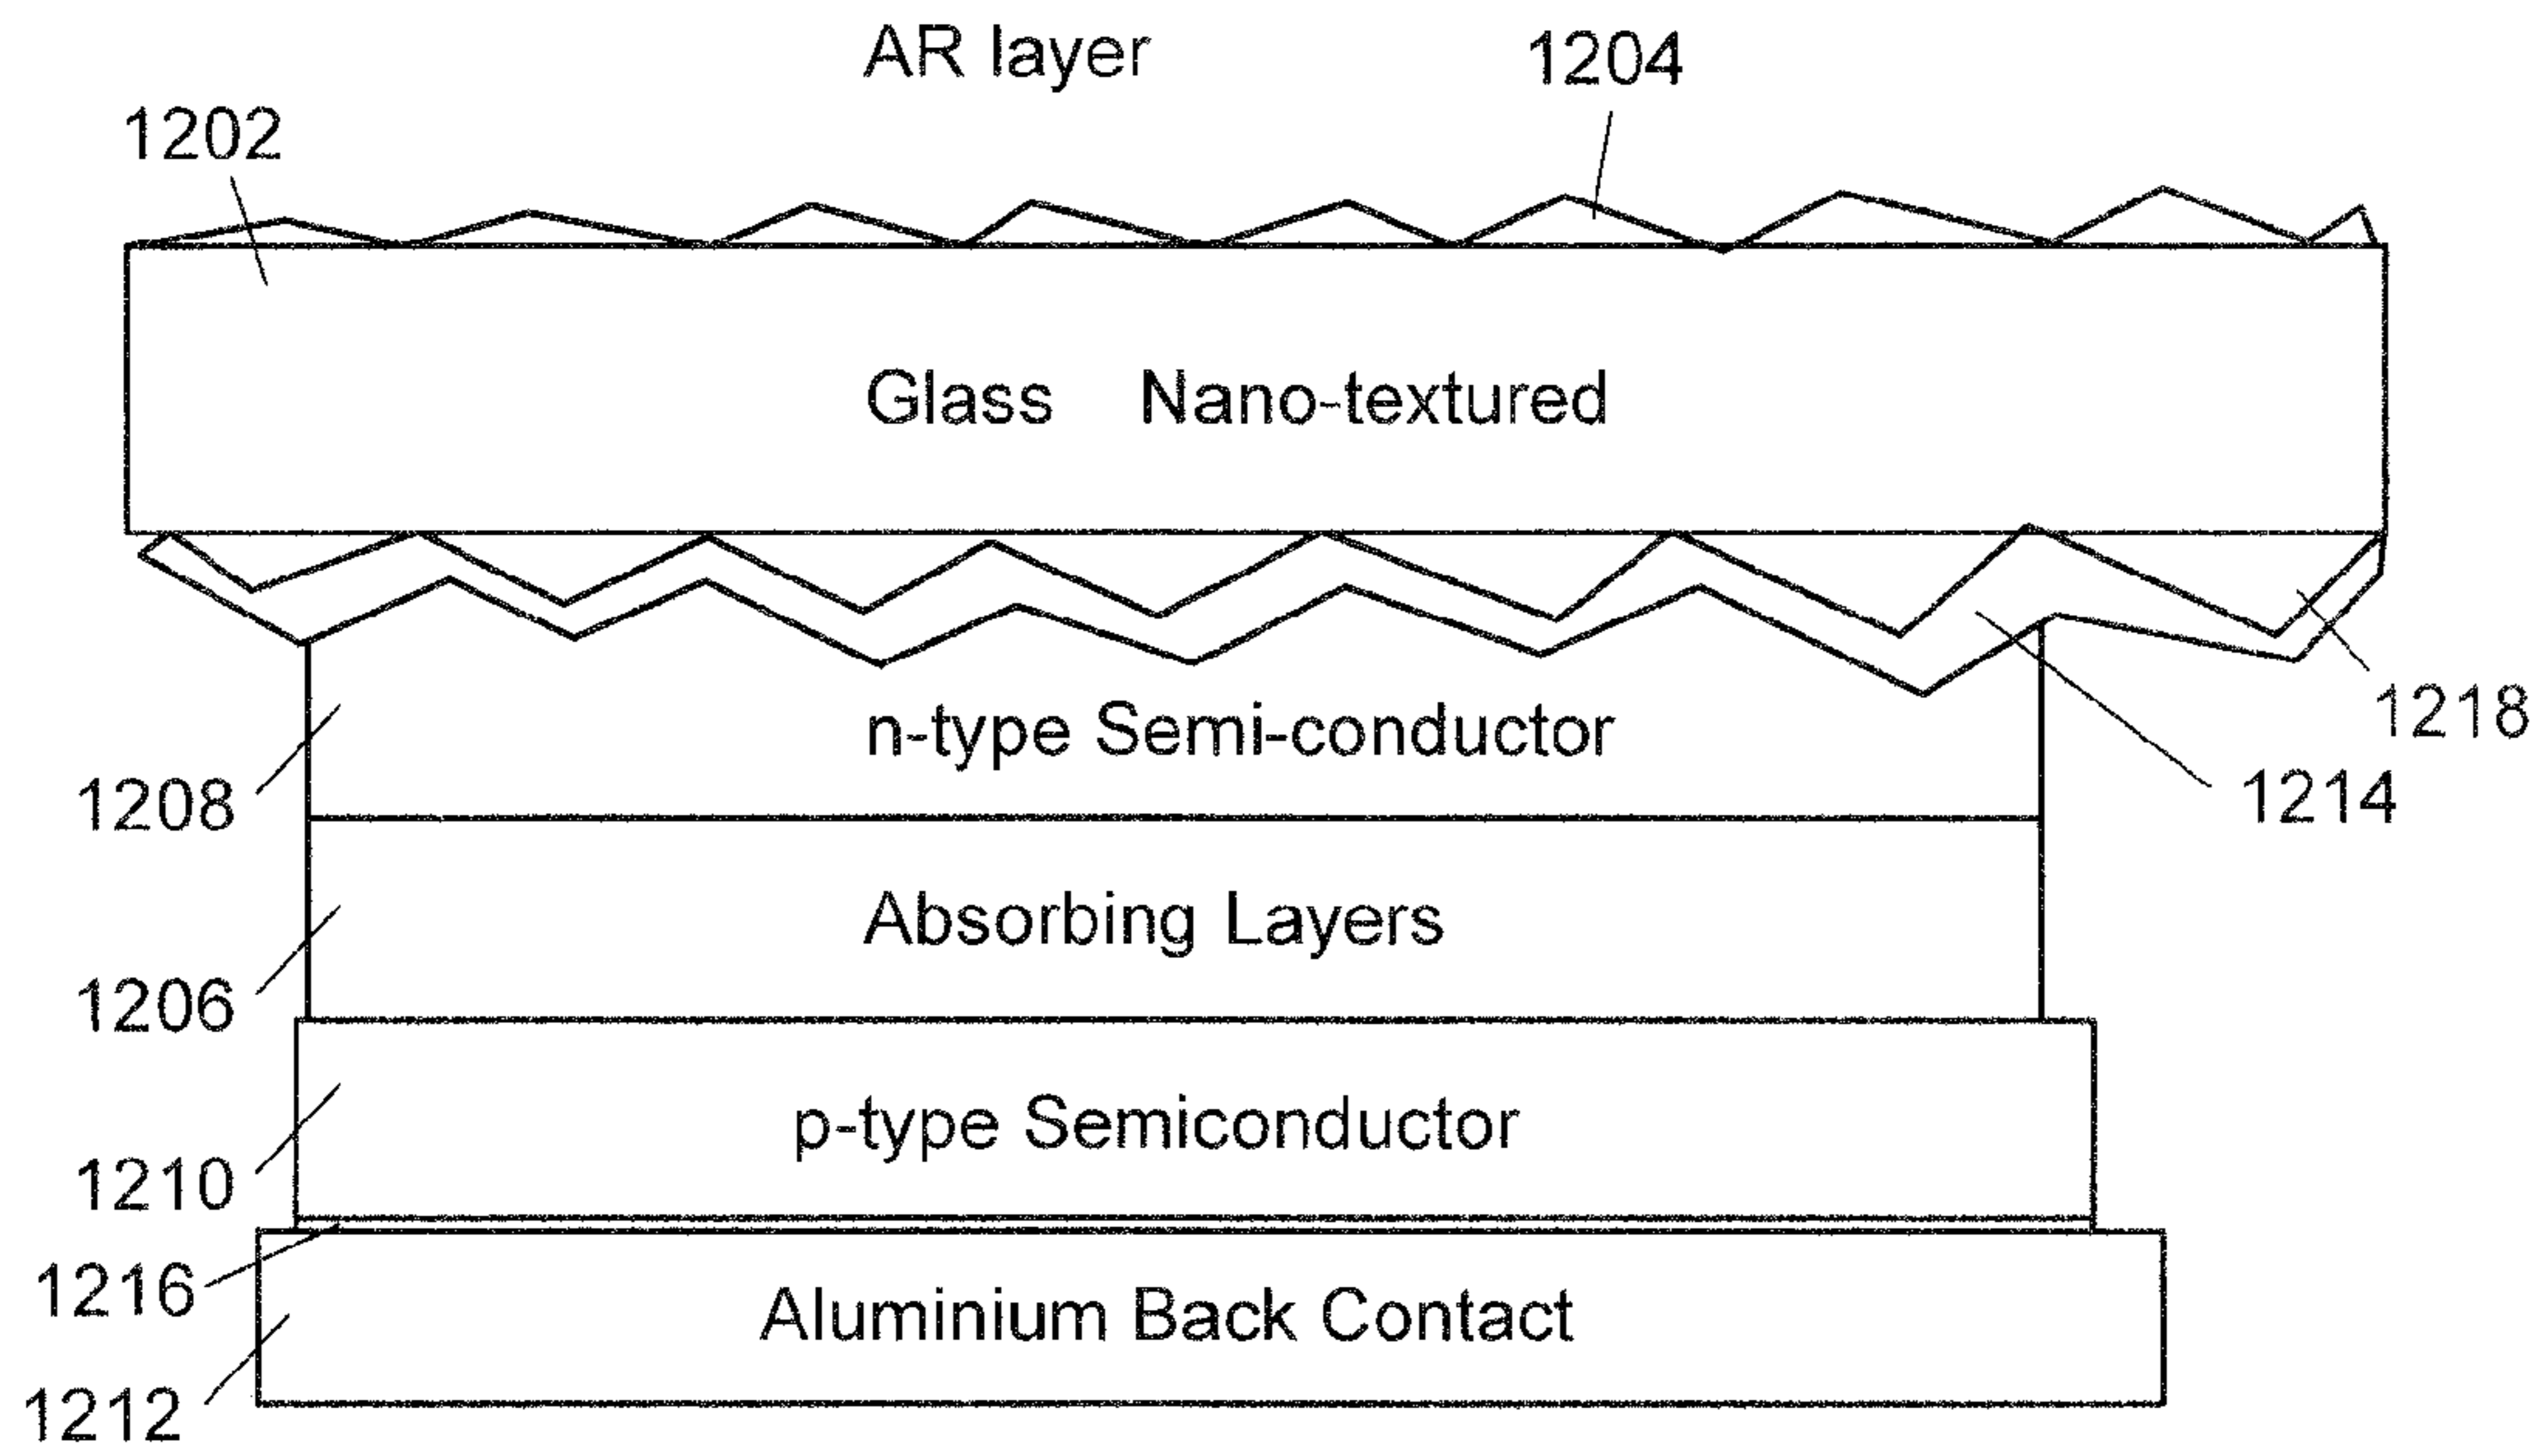 AR layer
1204
1202
Glass Nano-textured
n-type Semi-conductor
1218
1208
1214
Absorbing Layers
1206
p-type Semiconductor
1210
1216
Aluminium Back Contact
1212